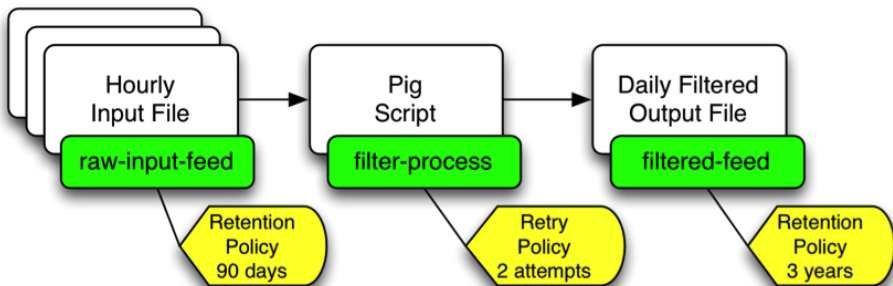 Hourly
Input File
raw-input-feed
Retention
Policy
90 days
Pig
Script
filter-process
Retry
Policy
2 attempts
Daily Filtered
Output File
filtered-feed
Retention
Policy
3 years